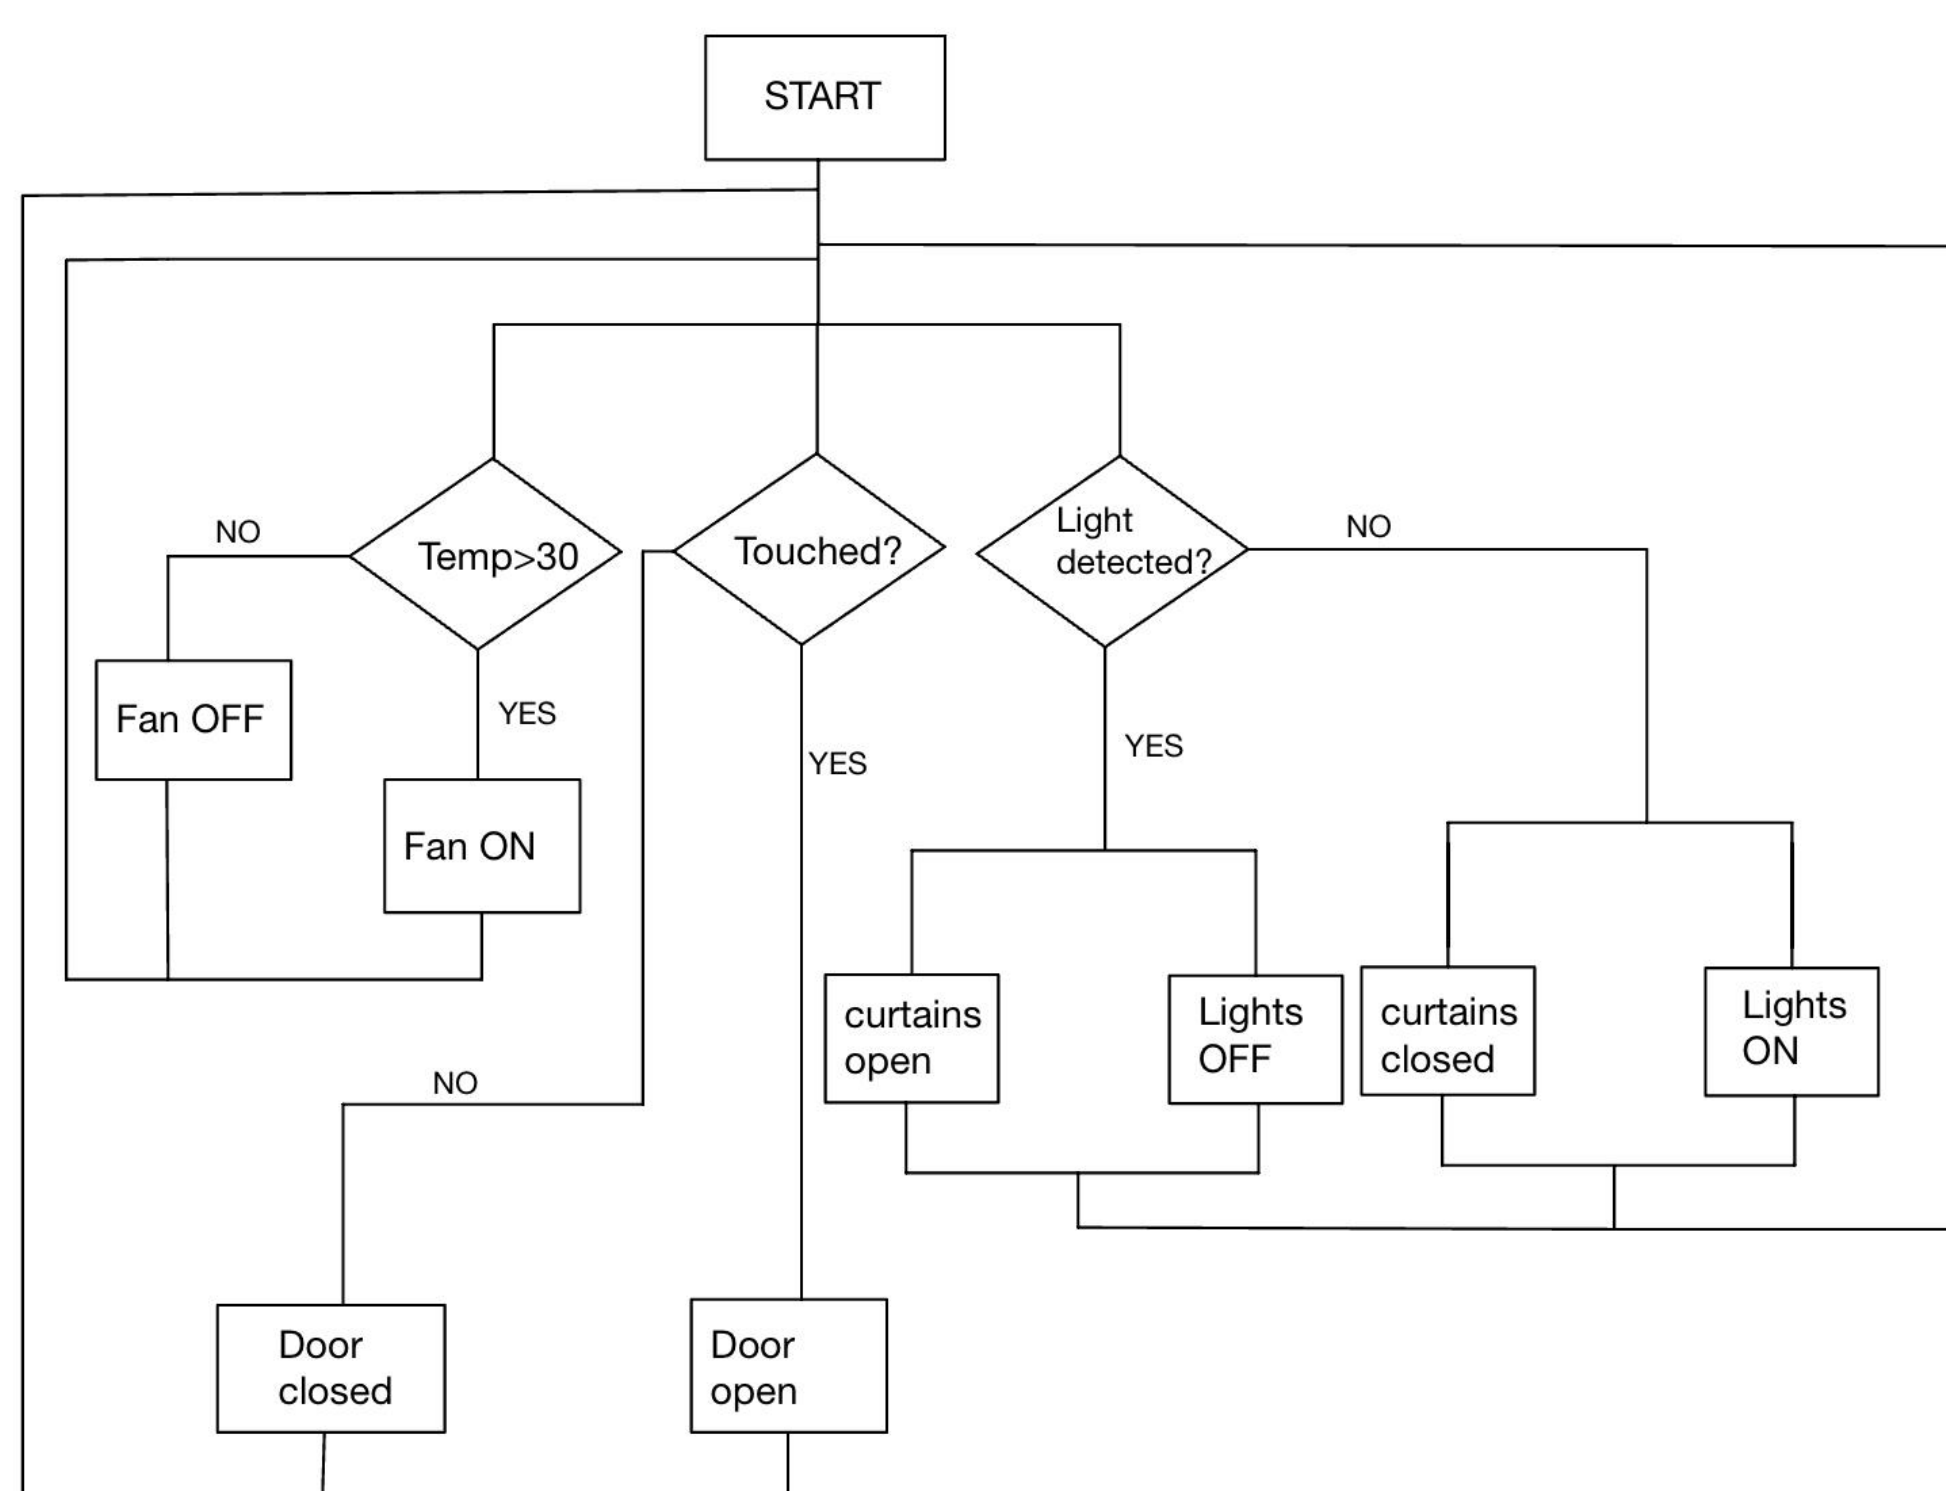 START
NO
Temp>30
Touched?
Light
detected?
NO
Fan OFF
YES
YES
YES
Fan ON
curtains
open
Lights
OFF
curtains
closed
Lights
ON
NO
Door
closed
Door
open